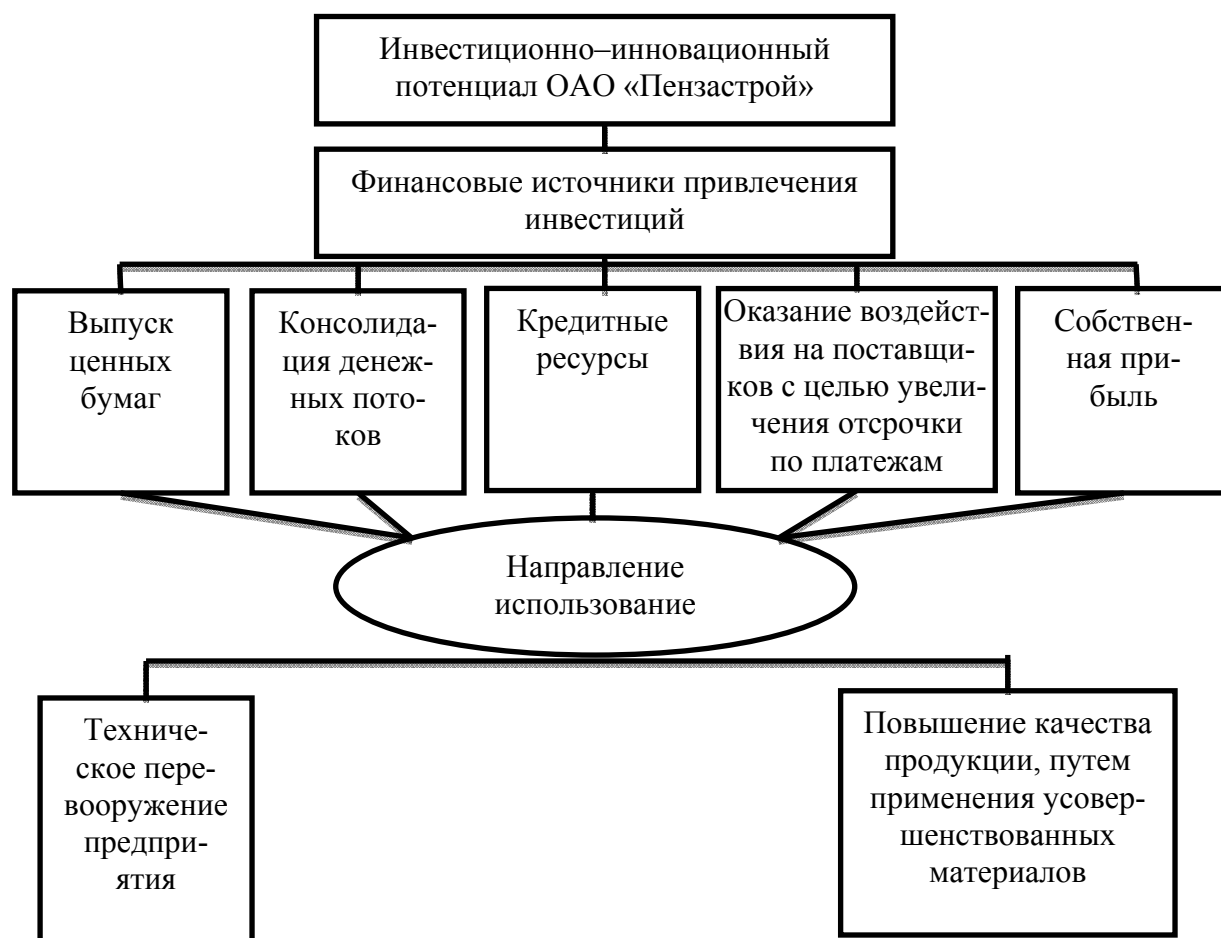 Инвестиционно–инновационный
потенциал ОАО «Пензастрой»
Финансовые источники привлечения
инвестиций
Выпуск
ценных
бумаг
Консолида-
ция денеж-
ных пото-
ков
Кредитные
ресурсы
Оказание воздейст-
вия на поставщи-
ков с целью увели-
чения отсрочки
по платежам
Собствен-
ная при-
быль
Направление
использование
Техниче-
ское пере-
вооружение
предпри-
ятия
Повышение качества
продукции, путем
применения усовер-
шенствованных
материалов